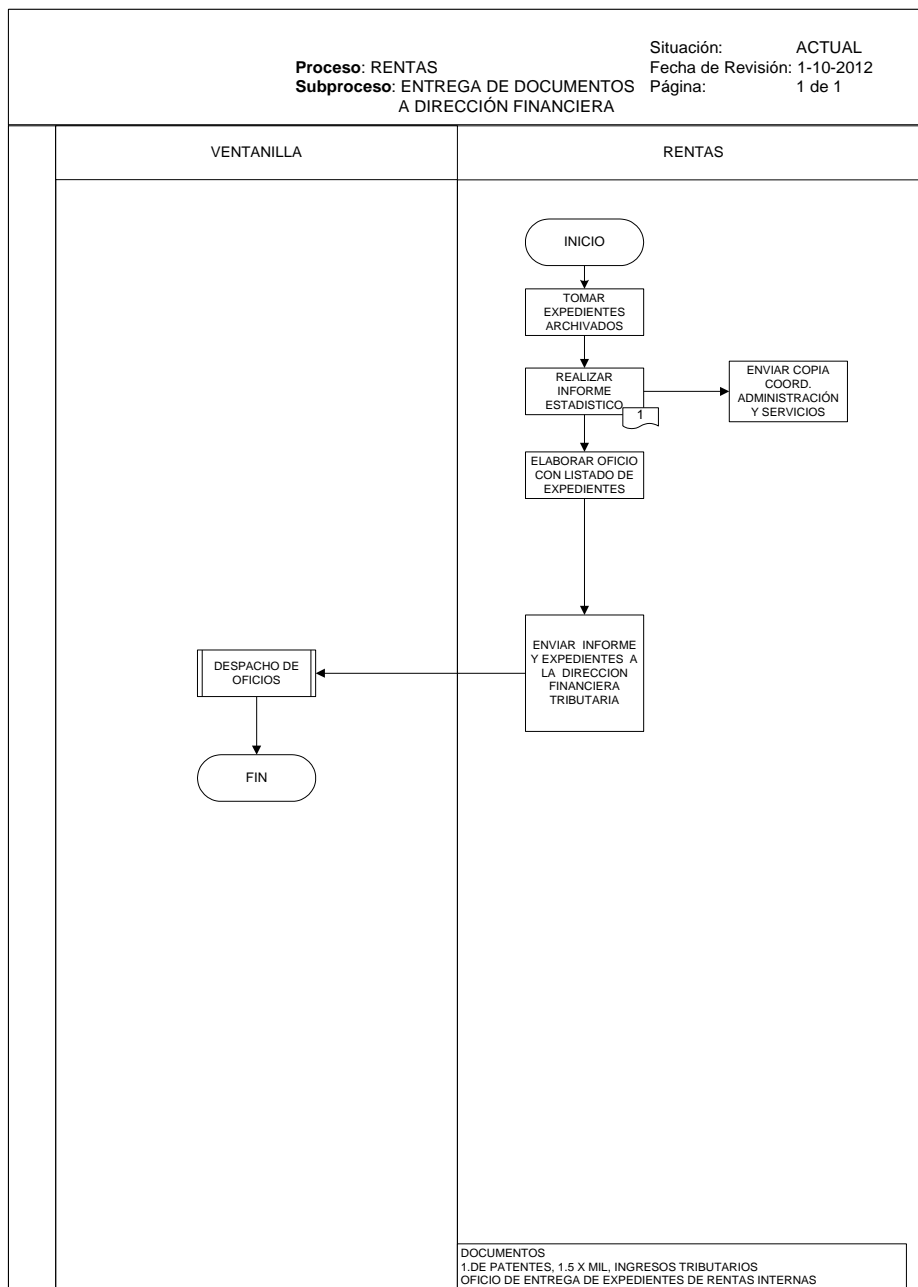 Situación: ACTUAL
Proceso: RENTAS
Fecha de Revisión: 1-10-2012
Subproceso: ENTREGA DE DOCUMENTOS
Página: 1 de 1
A DIRECCIÓN FINANCIERA
VENTANILLA
RENTAS
INICIO
TOMAR
EXPEDIENTES
ARCHIVADOS
REALIZAR
INFORME
ESTADISTICO
1
ENVIAR COPIA
COORD.
ADMINISTRACIÓN
Y SERVICIOS
ELABORAR OFICIO
CON LISTADO DE
EXPEDIENTES
ENVIAR INFORME
Y EXPEDIENTES A
LA DIRECCION
FINANCIERA
TRIBUTARIA
DESPACHO DE
OFICIOS
FIN
DOCUMENTOS
1.DE PATENTES, 1.5 X MIL, INGRESOS TRIBUTARIOS
OFICIO DE ENTREGA DE EXPEDIENTES DE RENTAS INTERNAS